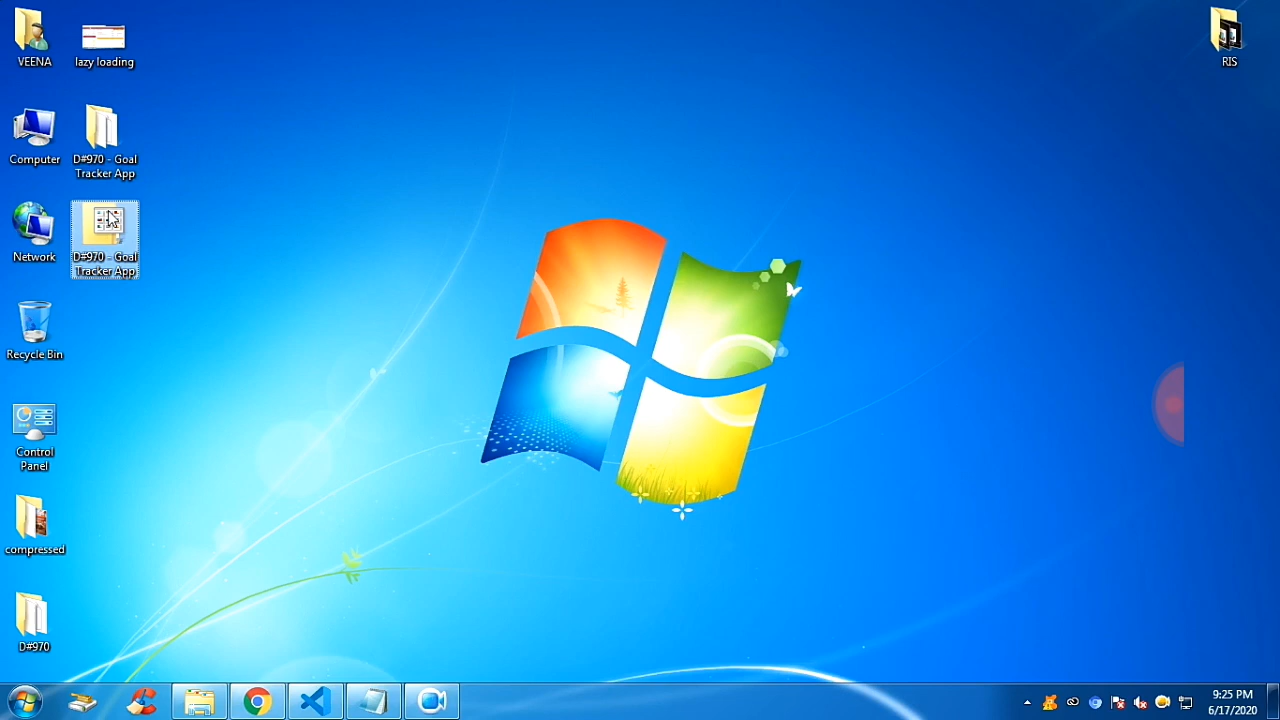 VEENA
lazy loading
RIS
Computer
D#970 - Goal
Tracker App
Network
D#970 - Goal
Tracker App
Recycle Bin
Control
Panel
compressed
D#970
9:25 PM
6/17/2020